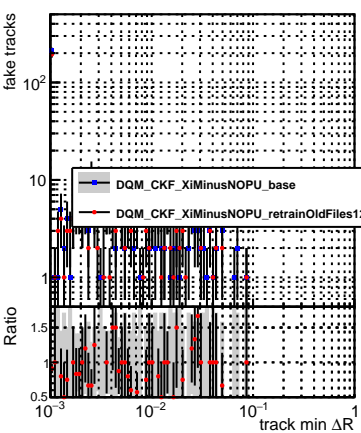 fake tracks
10²
10
1
DQM_CKF_XiMinusNOPU_base
DQM_CKF_XiMinusNOPU_retrainOldFiles12
Ratio
1.5
1
0.5
10⁻³ 10⁻² 10⁻¹ 1
track min ΔR